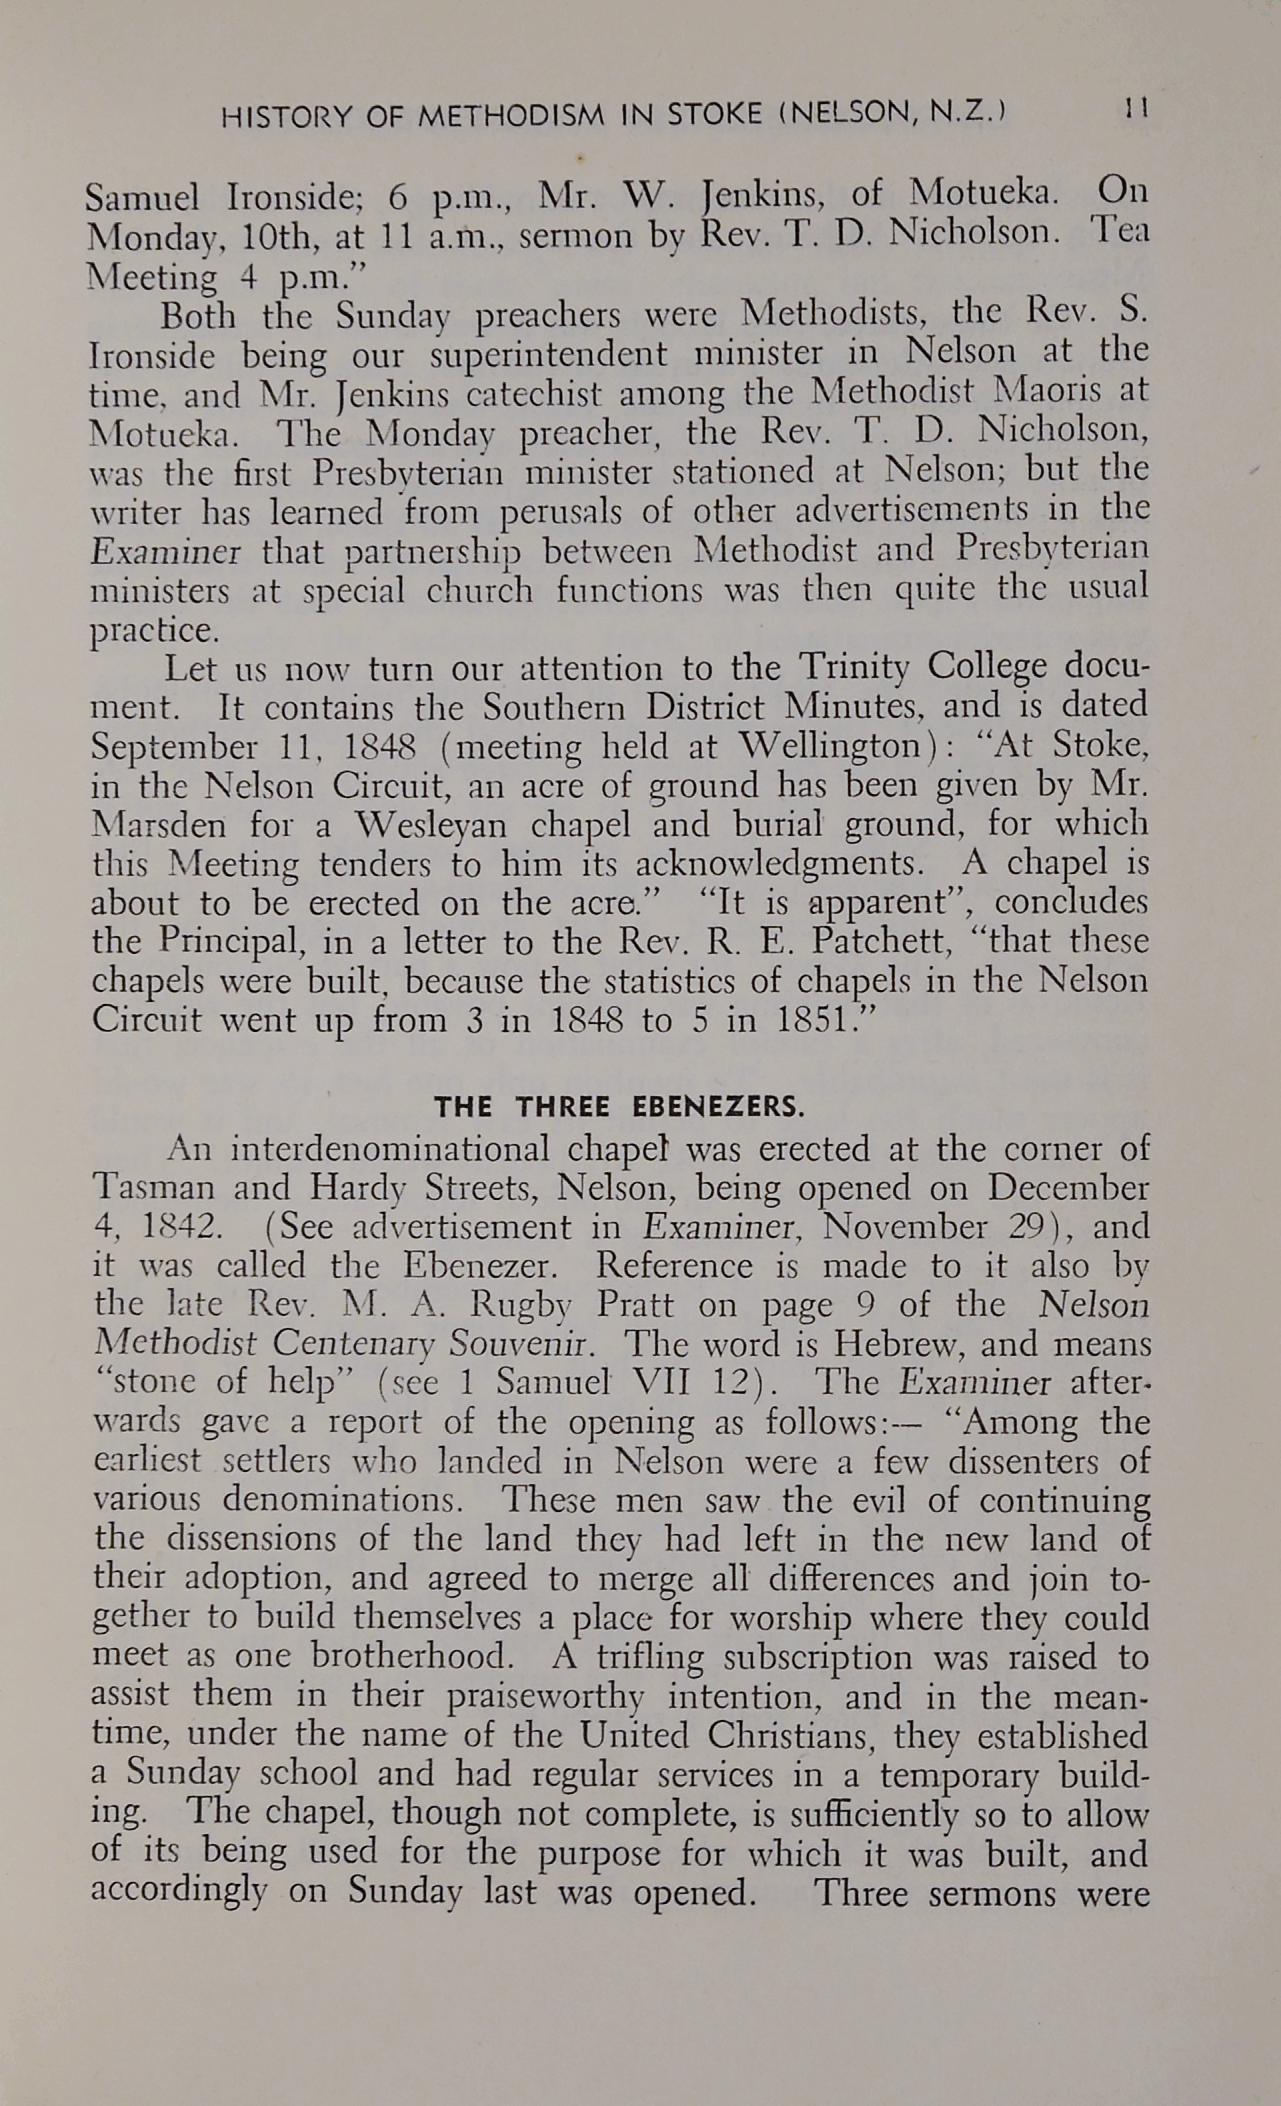 HISTORY OF METHODISM IN STOKE (NELSON, N.Z.) 11
Samuel Ironside; 6 p.m., Mr. W. Jenkins, of Motueka. On
Monday, 10th, at 11 a.m., sermon by Rev. T. D. Nicholson. Tea
Meeting 4 p.m.”
Both the Sunday preachers were Methodists, the Rev. S.
Ironside being our superintendent minister in Nelson at the
time, and Mr. Jenkins catechist among the Methodist Maoris at
Motueka. The Monday preacher, the Rev. T. D. Nicholson,
was the first Presbyterian minister stationed at Nelson; but the
writer has learned from perusals of other advertisements in the
Examiner that partnership between Methodist and Presbyterian
ministers at special church functions was then quite the usual
practice.
Let us now turn our attention to the Trinity College docu-
ment. It contains the Southern District Minutes, and is dated
September 11, 1848 (meeting held at Wellington): “At Stoke,
in the Nelson Circuit, an acre of ground has been given by Mr.
Marsden for a Wesleyan chapel and burial ground, for which
this Meeting tenders to him its acknowledgments. A chapel is
about to be erected on the acre.” “It is apparent”, concludes
the Principal, in a letter to the Rev. R. E. Patchett, “that these
chapels were built, because the statistics of chapels in the Nelson
Circuit went up from 3 in 1848 to 5 in 1851.”
THE THREE EBENEZERS.
An interdenominational chapel was erected at the corner of
Tasman and Hardy Streets, Nelson, being opened on December
4, 1842. (See advertisement in Examiner, November 29), and
it was called the Ebenezer. Reference is made to it also by
the late Rev. M. A. Rugby Pratt on page 9 of the Nelson
Methodist Centenary Souvenir. The word is Hebrew, and means
“stone of help” (see 1 Samuel VII 12). The Examiner after-
wards gave a report of the opening as follows:— “Among the
earliest settlers who landed in Nelson were a few dissenters of
various denominations. These men saw the evil of continuing
the dissensions of the land they had left in the new land of
their adoption, and agreed to merge all differences and join to-
gether to build themselves a place for worship where they could
meet as one brotherhood. A trifling subscription was raised to
assist them in their praiseworthy intention, and in the mean-
time, under the name of the United Christians, they established
a Sunday school and had regular services in a temporary build-
ing. The chapel, though not complete, is sufficiently so to allow
of its being used for the purpose for which it was built, and
accordingly on Sunday last was opened. Three sermons were